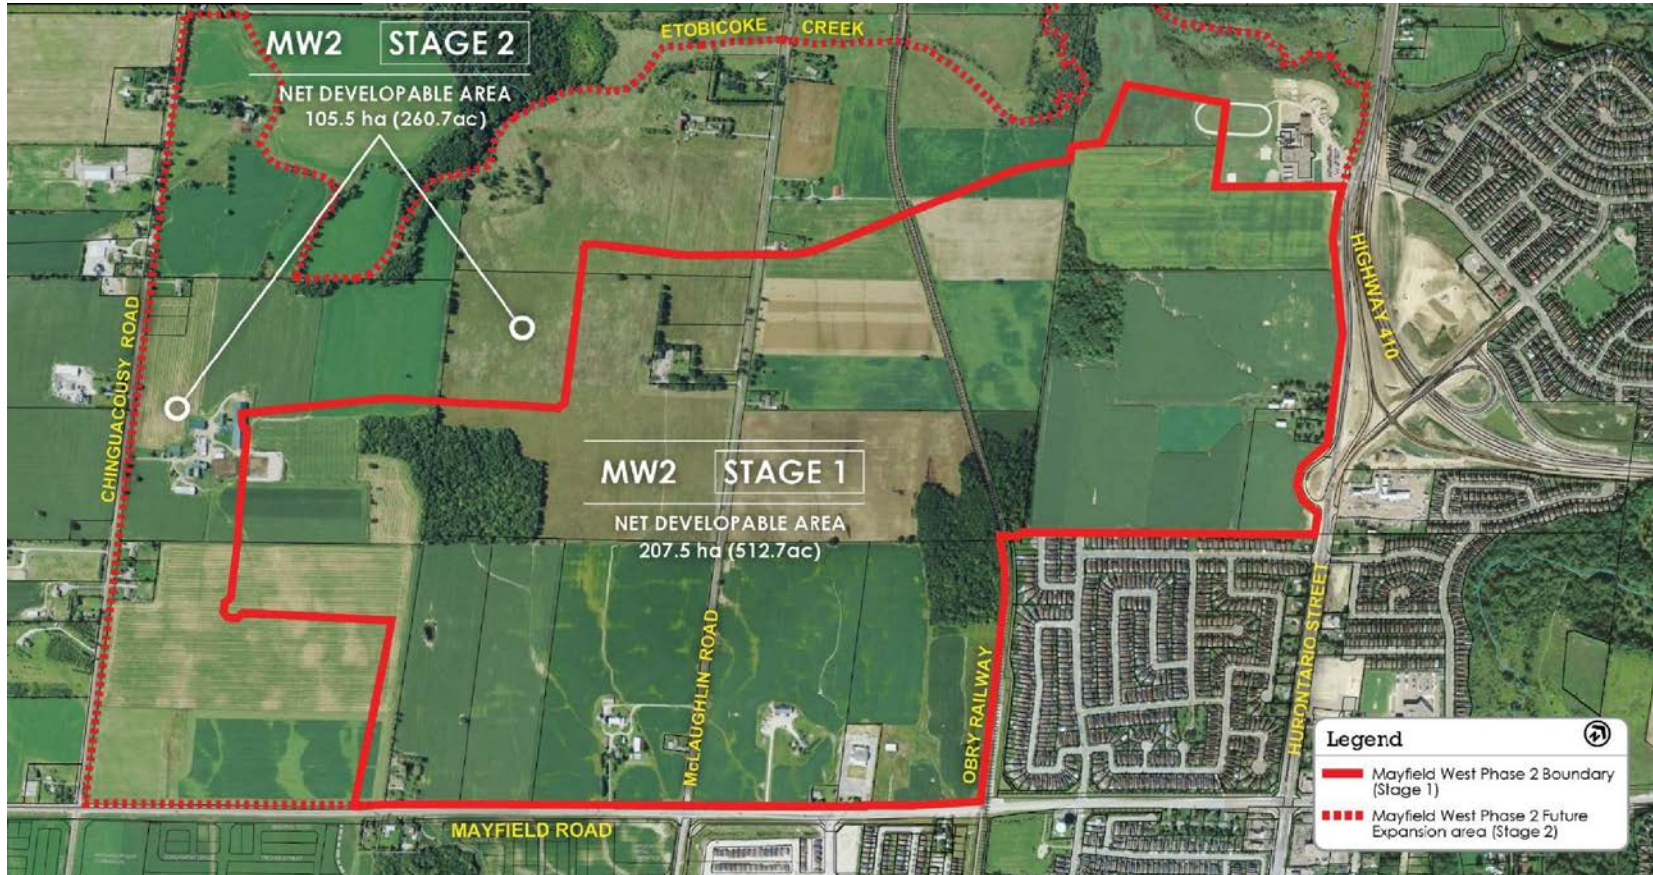 ETOBICOKE CREEK
MW2 STAGE 2
NET DEVELOPABLE AREA
105.5 ha (260.7ac)
CHINGUACOUSY ROAD
HIGHWAY 410
MW2 STAGE 1
NET DEVELOPABLE AREA
207.5 ha (512.7ac)
McLAUGHLIN ROAD
OBRY RAILWAY
HURONTARIO STREET
MAYFIELD ROAD
Legend
Mayfield West Phase 2 Boundary
(Stage 1)
Mayfield West Phase 2 Future
Expansion area (Stage 2)